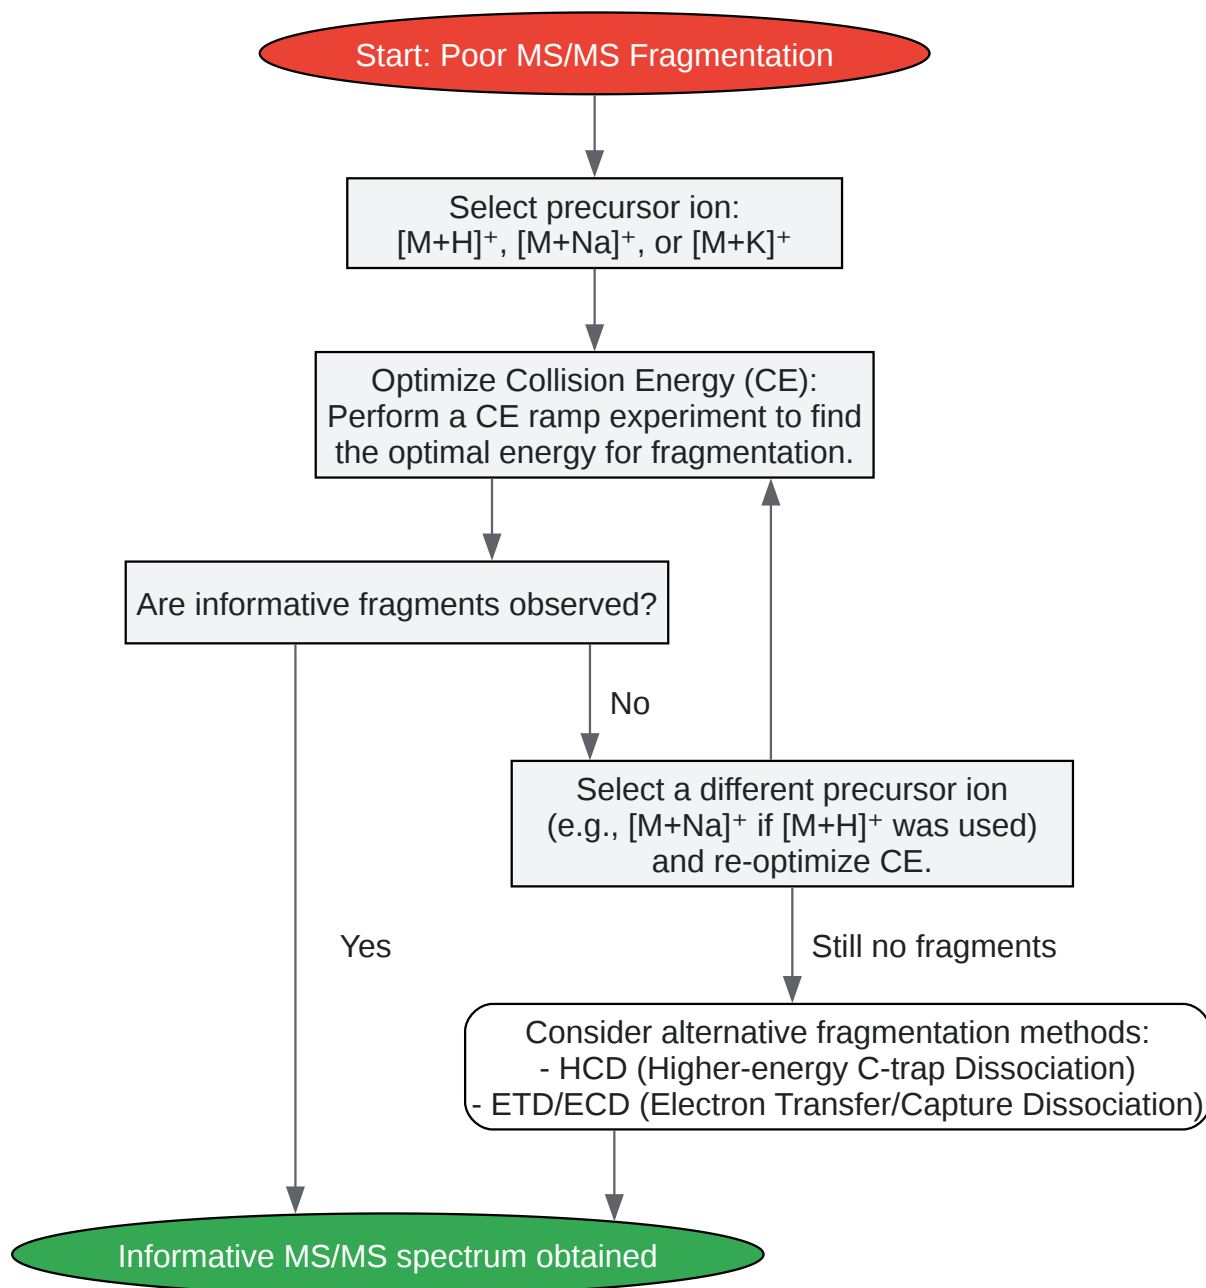 Start: Poor MS/MS Fragmentation
Select precursor ion:
[M+H]⁺, [M+Na]⁺, or [M+K]⁺
Optimize Collision Energy (CE):
Perform a CE ramp experiment to find
the optimal energy for fragmentation.
Are informative fragments observed?
No
Select a different precursor ion
(e.g., [M+Na]⁺ if [M+H]⁺ was used)
and re-optimize CE.
Yes
Still no fragments
Consider alternative fragmentation methods:
- HCD (Higher-energy C-trap Dissociation)
- ETD/ECD (Electron Transfer/Capture Dissociation)
Informative MS/MS spectrum obtained